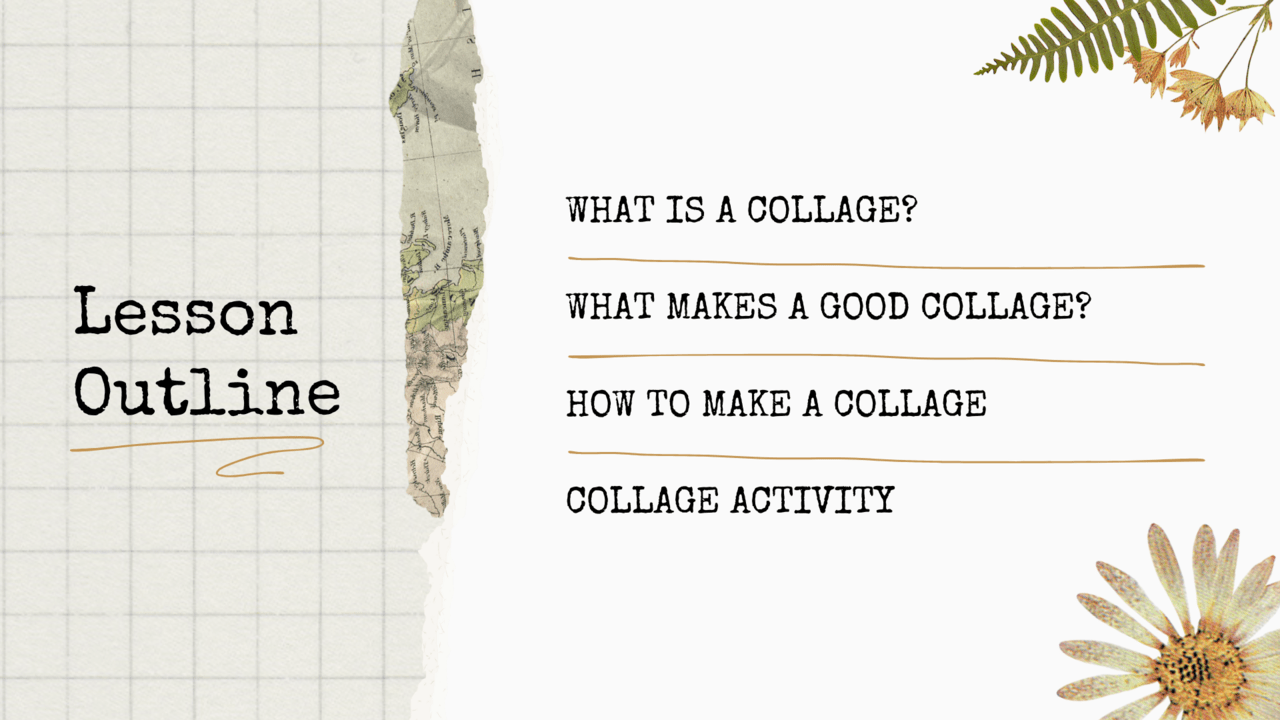 Lesson
Outline
WHAT IS A COLLAGE?
WHAT MAKES A GOOD COLLAGE?
HOW TO MAKE A COLLAGE
COLLAGE ACTIVITY